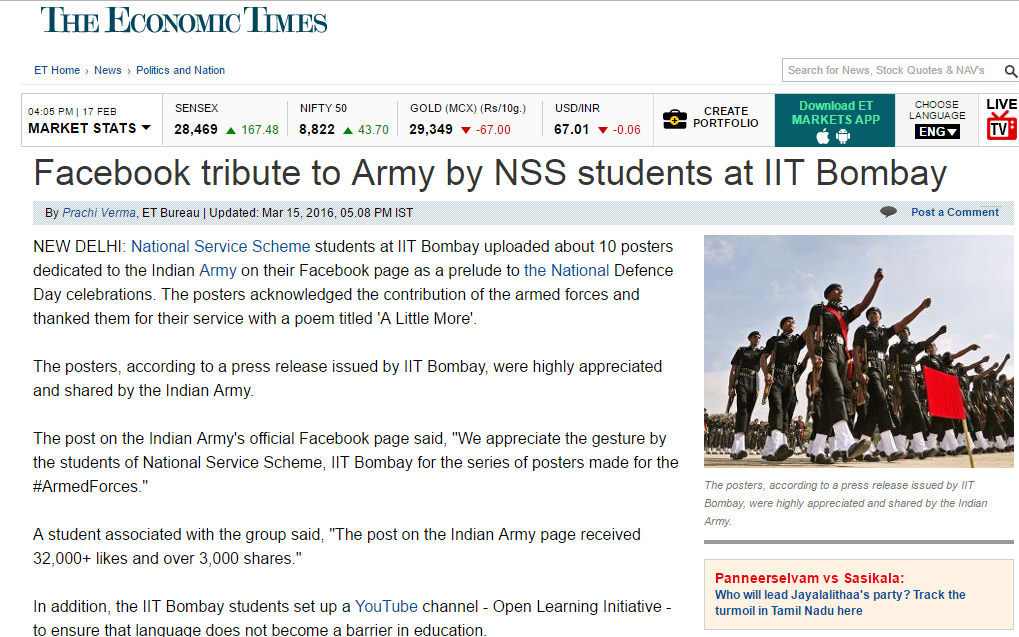 THE ECONOMIC TIMES
ET Home › News › Politics and Nation
Search for News, Stock Quotes & NAV's
04:05 PM | 17 FEB
MARKET STATS
SENSEX
28,469 167.48
NIFTY 50
8,822 43.70
GOLD (MCX) (Rs/10g.)
29,349 -67.00
USD/INR
67.01 -0.06
CREATE
PORTFOLIO
Download ET
MARKETS APP
CHOOSE
LANGUAGE
ENG
LIVE
TV
Facebook tribute to Army by NSS students at IIT Bombay
By Prachi Verma, ET Bureau | Updated: Mar 15, 2016, 05.08 PM IST
Post a Comment
NEW DELHI: National Service Scheme students at IIT Bombay uploaded about 10 posters
dedicated to the Indian Army on their Facebook page as a prelude to the National Defence
Day celebrations. The posters acknowledged the contribution of the armed forces and
thanked them for their service with a poem titled 'A Little More'.
The posters, according to a press release issued by IIT Bombay, were highly appreciated
and shared by the Indian Army.
The post on the Indian Army's official Facebook page said, "We appreciate the gesture by
the students of National Service Scheme, IIT Bombay for the series of posters made for the
#ArmedForces."
A student associated with the group said, "The post on the Indian Army page received
32,000+ likes and over 3,000 shares."
In addition, the IIT Bombay students set up a YouTube channel - Open Learning Initiative -
to ensure that language does not become a barrier in education.
The posters, according to a press release issued by IIT
Bombay, were highly appreciated and shared by the Indian
Army.
Panneerselvam vs Sasikala:
Who will lead Jayalalithaa's party? Track the
turmoil in Tamil Nadu here